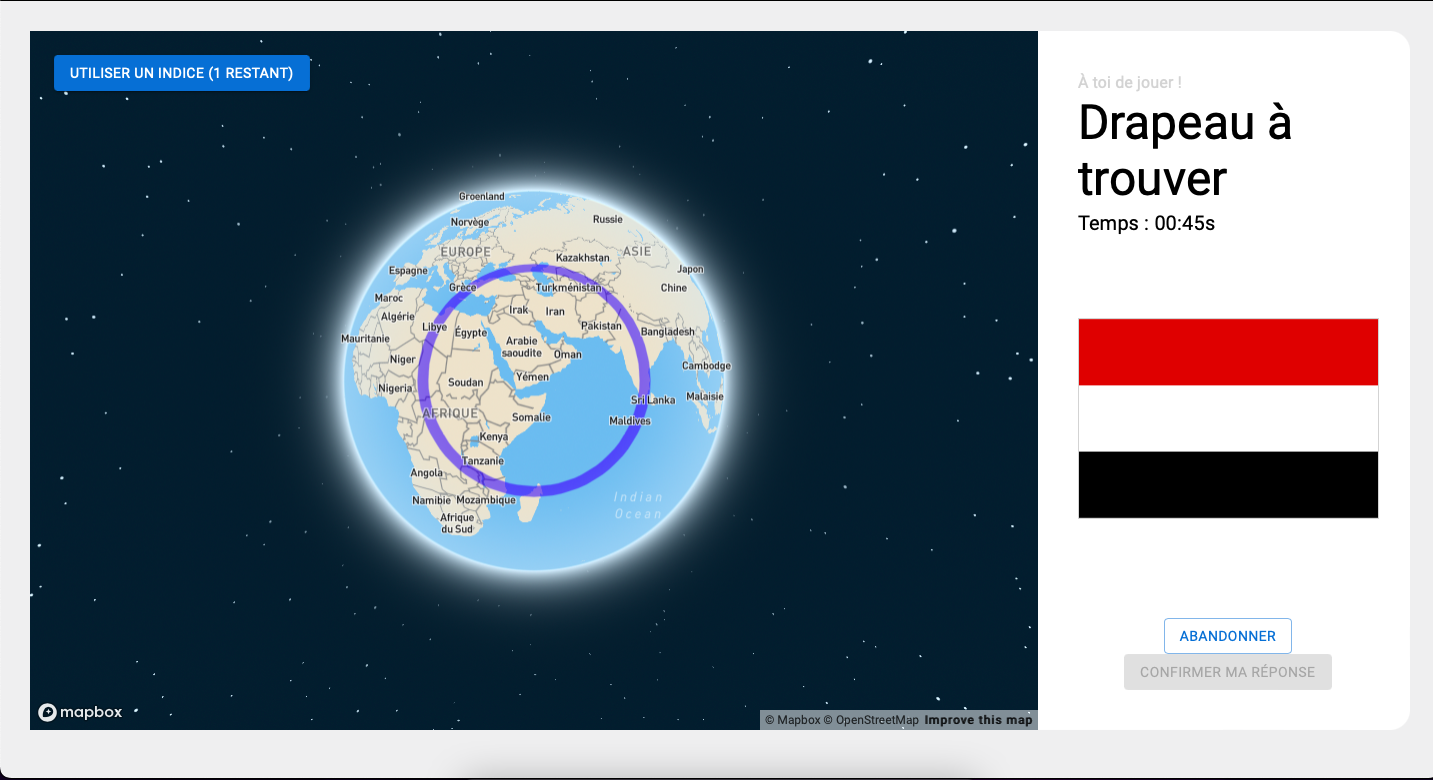 UTILISER UN INDICE (1 RESTANT)
Groenland
Norvège
Russie
EUROPE
ASIE
Kazakhstan
Espagne
Japon
Grèce
Turkménistan
Chine
Maroc
Algérie
Irak
Iran
Libye
Égypte
Pakistan
Bangladesh
Mauritanie
Arabie
saoudite
Oman
Niger
Cambodge
Yémen
Soudan
Nigeria
Sri Lanka
Malaisie
AFRIQUE
Somalie
Maldives
Kenya
Tanzanie
Angola
Namibie
Mozambique
Indian
Ocean
Afrique
du Sud
mapbox
© Mapbox © OpenStreetMap Improve this map
À toi de jouer !
Drapeau à
trouver
Temps : 00:45s
ABANDONNER
CONFIRMER MA RÉPONSE